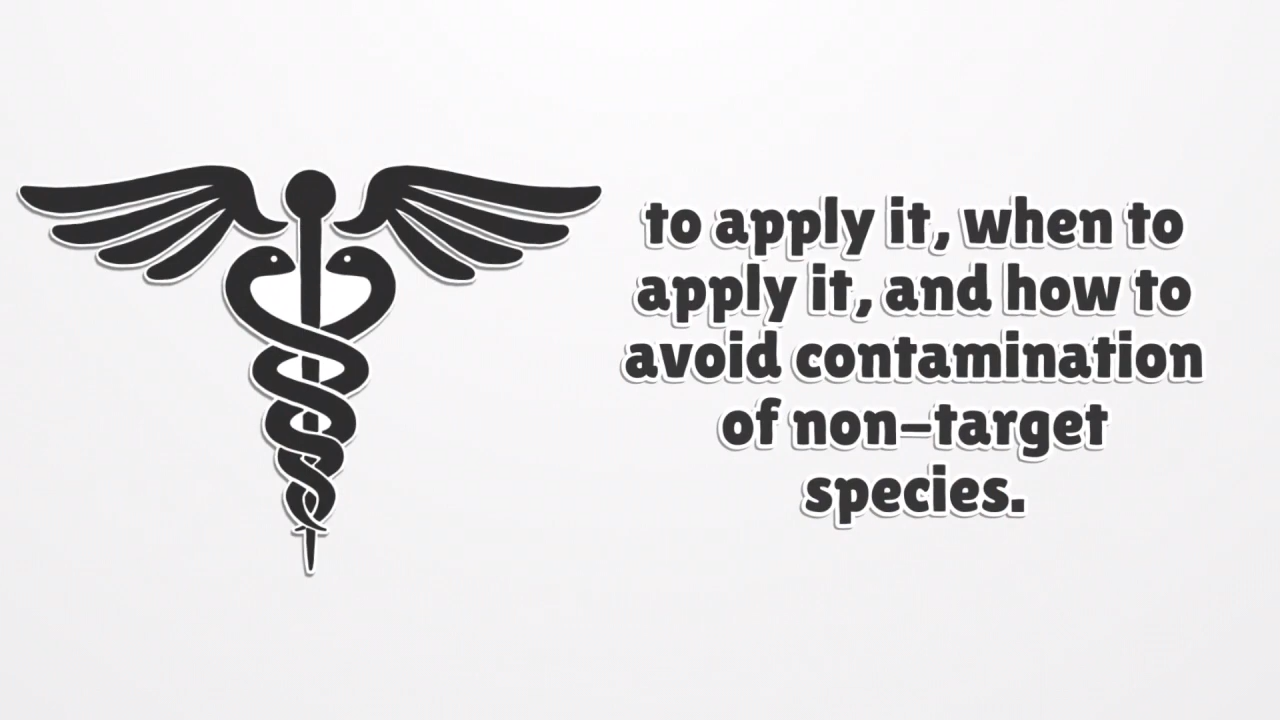 to apply it, when to
apply it, and how to
avoid contamination
of non-target
species.